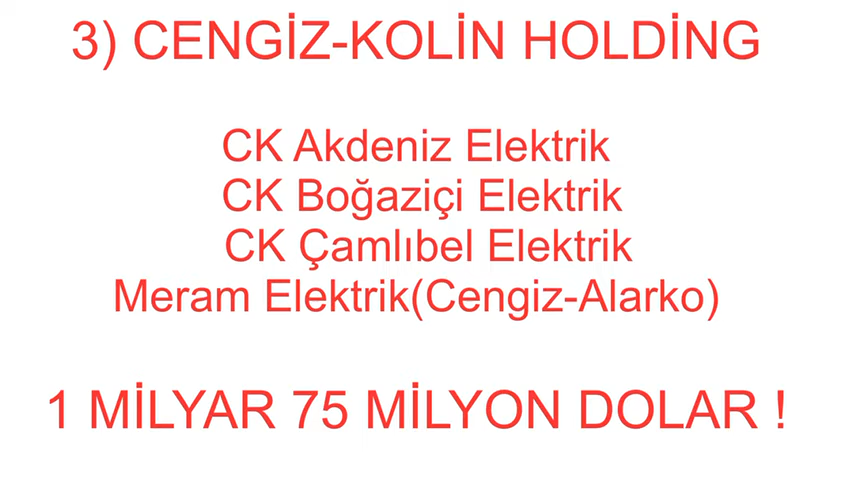 3) CENGİZ-KOLİN HOLDİNG
CK Akdeniz Elektrik
CK Boğaziçi Elektrik
CK Çamlıbel Elektrik
Meram Elektrik(Cengiz-Alarko)
1 MİLYAR 75 MİLYON DOLAR !